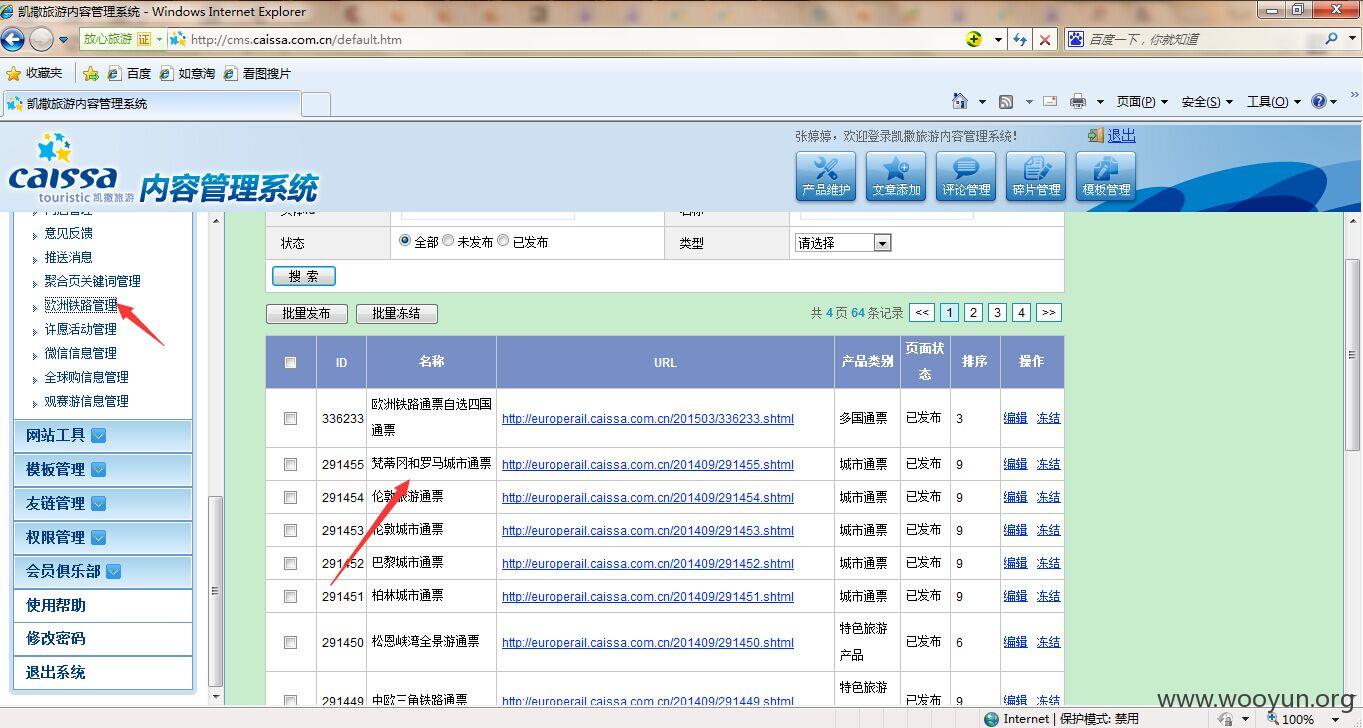 凯撒旅游内容管理系统 - Windows Internet Explorer
放心旅游 证 http://cms.caissa.com.cn/default.htm 百度一下，你就知道
收藏夹 百度 如意淘 看图搜片
凯撒旅游内容管理系统 页面(P) 安全(S) 工具(O)
张婷婷，欢迎登录凯撒旅游内容管理系统! 退出
caissa
touristic 凯撒旅游
内容管理系统
产品维护 文章添加 评论管理 碎片管理 模板管理
意见反馈
推送消息
聚合页关键词管理
欧洲铁路管理
许愿活动管理
微信信息管理
全球购信息管理
观赛游信息管理
网站工具
模板管理
友链管理
权限管理
会员俱乐部
使用帮助
修改密码
退出系统
状态 全部 未发布 已发布 类型 请选择
搜 索
批量发布 批量冻结 共 4 页 64 条记录 << 1 2 3 4 >>
ID 名称 URL 产品类别 页面状态 排序 操作
336233 欧洲铁路通票自选四国通票 http://europerail.caissa.com.cn/201503/336233.shtml 多国通票 已发布 3 编辑 冻结
291455 梵蒂冈和罗马城市通票 http://europerail.caissa.com.cn/201409/291455.shtml 城市通票 已发布 9 编辑 冻结
291454 伦敦旅游通票 http://europerail.caissa.com.cn/201409/291454.shtml 城市通票 已发布 9 编辑 冻结
291453 伦敦城市通票 http://europerail.caissa.com.cn/201409/291453.shtml 城市通票 已发布 9 编辑 冻结
291452 巴黎城市通票 http://europerail.caissa.com.cn/201409/291452.shtml 城市通票 已发布 9 编辑 冻结
291451 柏林城市通票 http://europerail.caissa.com.cn/201409/291451.shtml 城市通票 已发布 9 编辑 冻结
291450 松恩峡湾全景游通票 http://europerail.caissa.com.cn/201409/291450.shtml 特色旅游产品 已发布 6 编辑 冻结
291449 中欧三角铁路通票 http://europerail.caissa.com.cn/201409/291449.shtml 特色旅游 已发布 9 编辑 冻结
www.wooyun.org
Internet | 保护模式: 禁用 100%